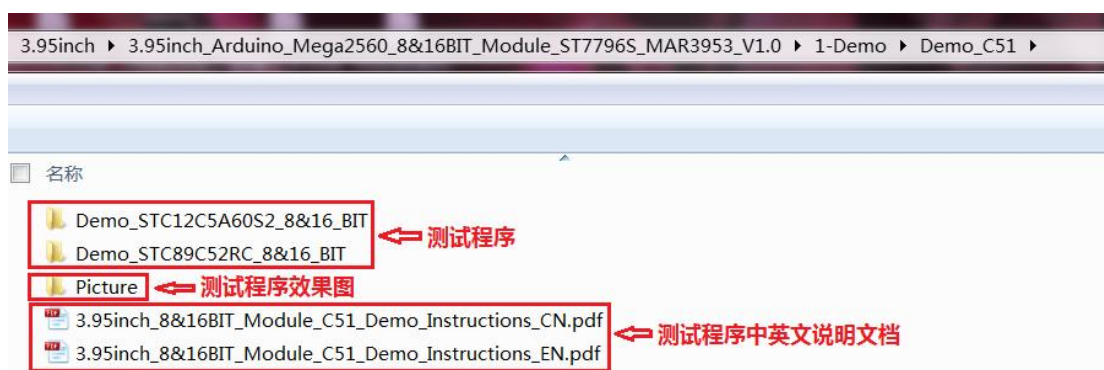 3.95inch ▸ 3.95inch_Arduino_Mega2560_8&16BIT_Module_ST7796S_MAR3953_V1.0 ▸ 1-Demo ▸ Demo_C51 ▸
名称
Demo_STC12C5A60S2_8&16_BIT
测试程序
Demo_STC89C52RC_8&16_BIT
Picture 测试程序效果图
3.95inch_8&16BIT_Module_C51_Demo_Instructions_CN.pdf
测试程序中英文说明文档
3.95inch_8&16BIT_Module_C51_Demo_Instructions_EN.pdf